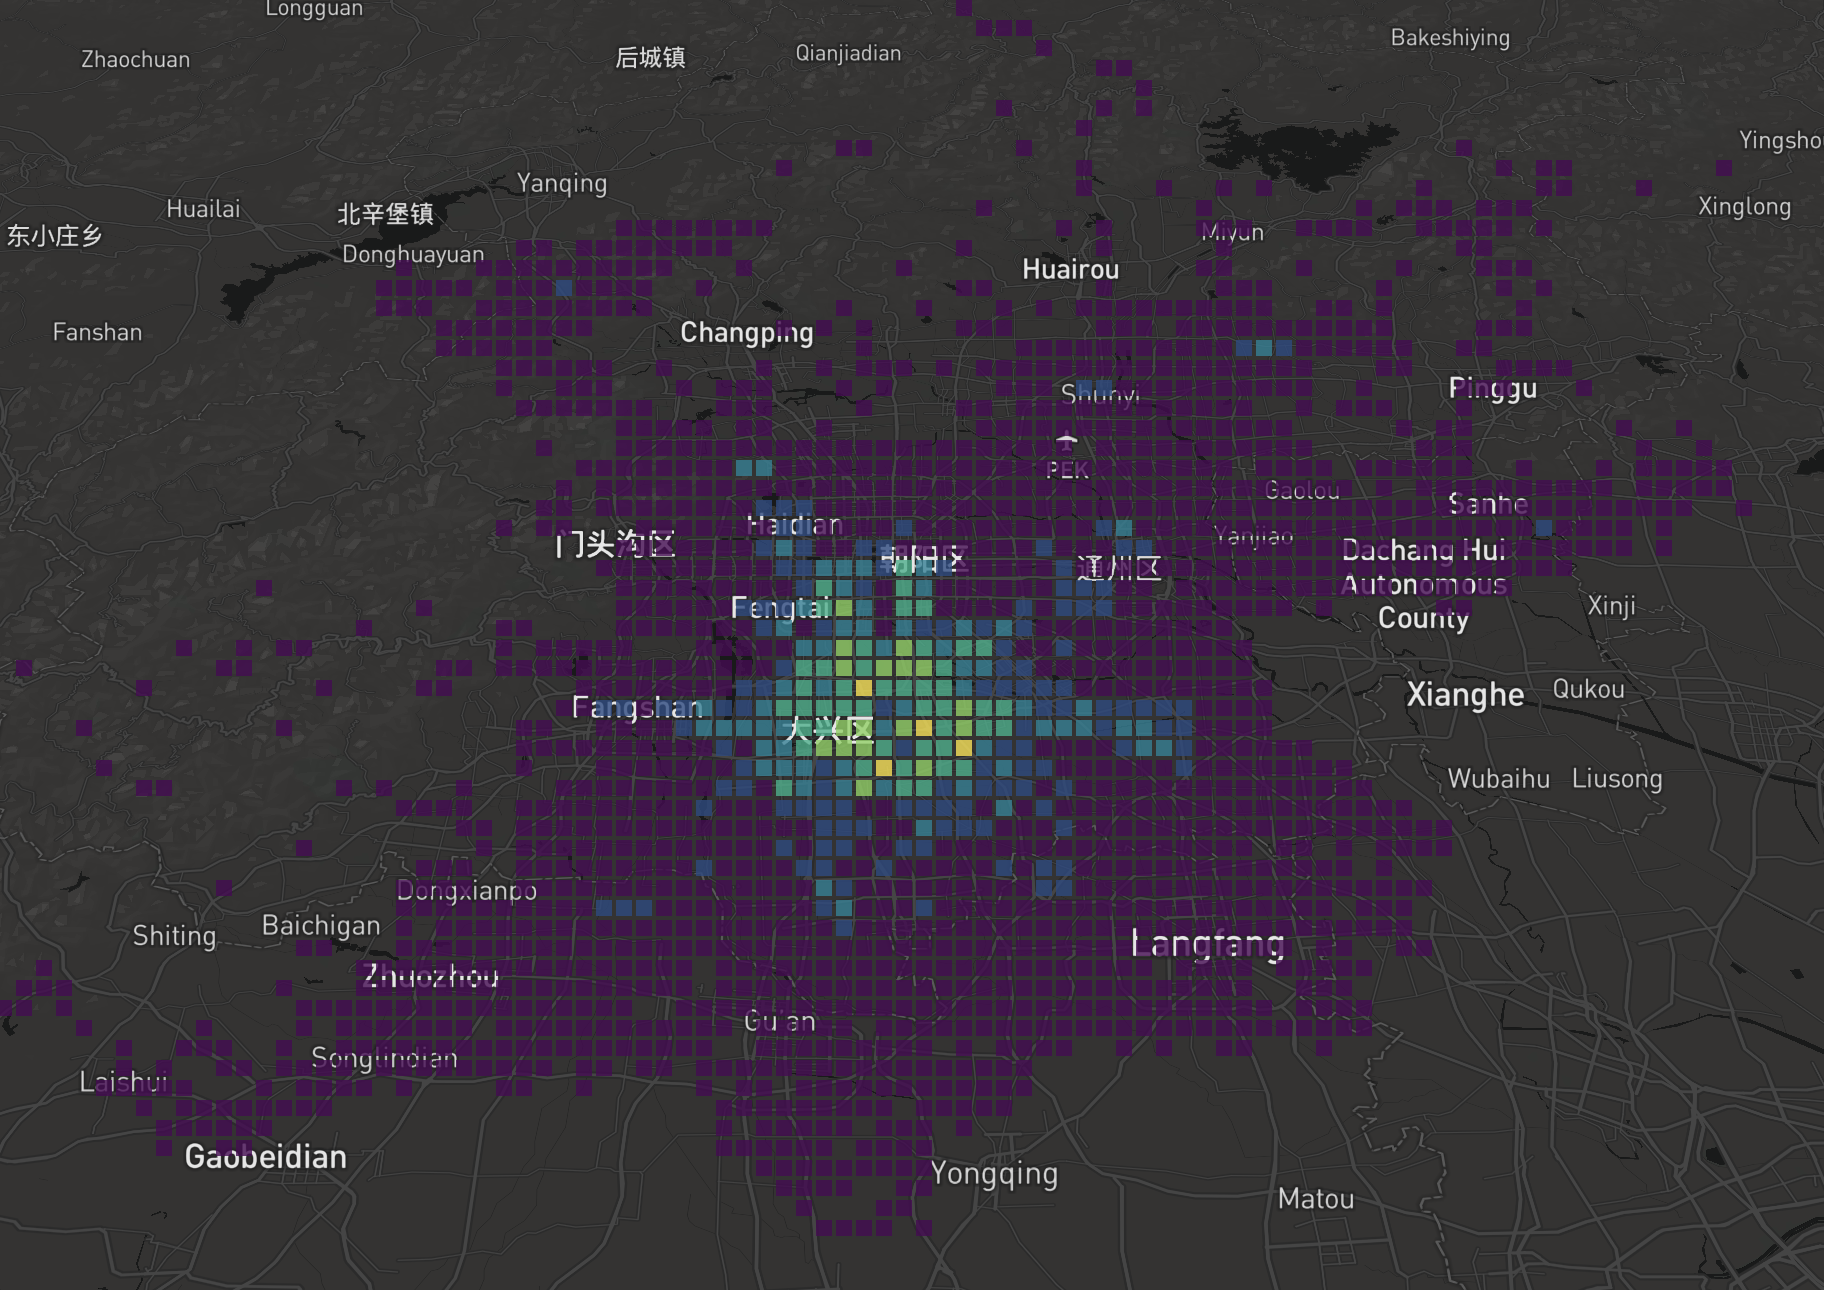 Longguan
Bakeshiying
Zhaochuan
后城镇
Qianjiadian
Yingshou
Yanqing
Huailai
北辛堡镇
Xinglong
东小庄乡
Miyun
Donghuayuan
Huairou
Fanshan
Changping
Shunyi
Pinggu
PEK
Gaolou
Sanhe
Haidian
门头沟区
朝阳区
Yanjiao
Dachang Hui
Autonomous
County
通州区
Fengtai
Xinji
Xianghe
Qukou
Fangshan
大兴区
Wubaihu
Liusong
Dongxianpo
Baichigan
Shiting
Langfang
Zhuozhou
Gu'an
Songlindian
Laishui
Gaobeidian
Yongqing
Matou